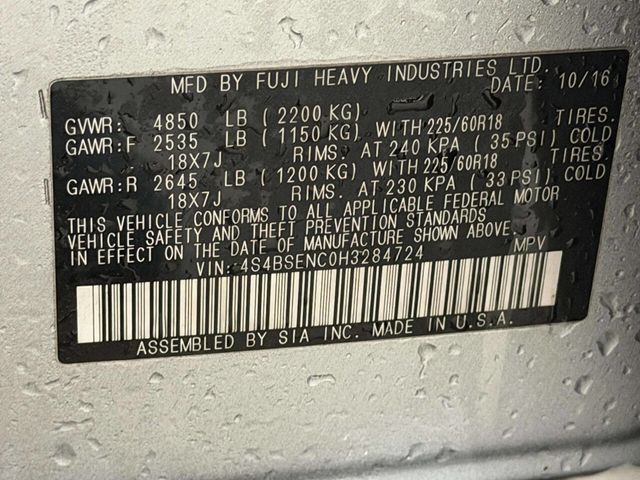 MFD BY FUJI HEAVY INDUSTRIES LTD.
DATE: 10/16
GVWR: 4850 LB ( 2200 KG)
GAWR:F 2535 LB ( 1150 KG) WITH 225/60R18 TIRES.
18X7J RIMS. AT 240 KPA ( 35 PSI) COLD
GAWR:R 2645 LB ( 1200 KG) WITH 225/60R18 TIRES.
18X7J RIMS. AT 230 KPA ( 33 PSI) COLD
THIS VEHICLE CONFORMS TO ALL APPLICABLE FEDERAL MOTOR
VEHICLE SAFETY AND THEFT PREVENTION STANDARDS
IN EFFECT ON THE DATE OF MANUFACTURE SHOWN ABOVE.
VIN: 4S4BSENC0H3284724 MPV
ASSEMBLED BY SIA INC. MADE IN U.S.A.